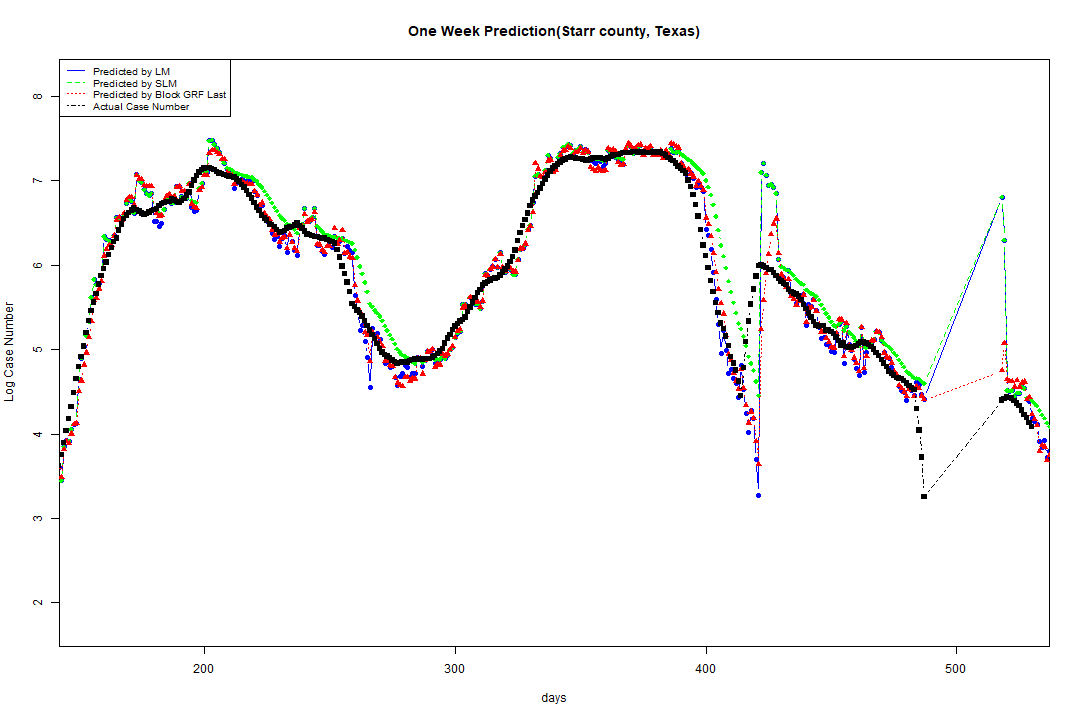 One Week Prediction(Starr county, Texas)
Predicted by LM
Predicted by SLM
Predicted by Block GRF Last
Actual Case Number
Log Case Number
8
7
6
5
4
3
2
200 300 400 500
days